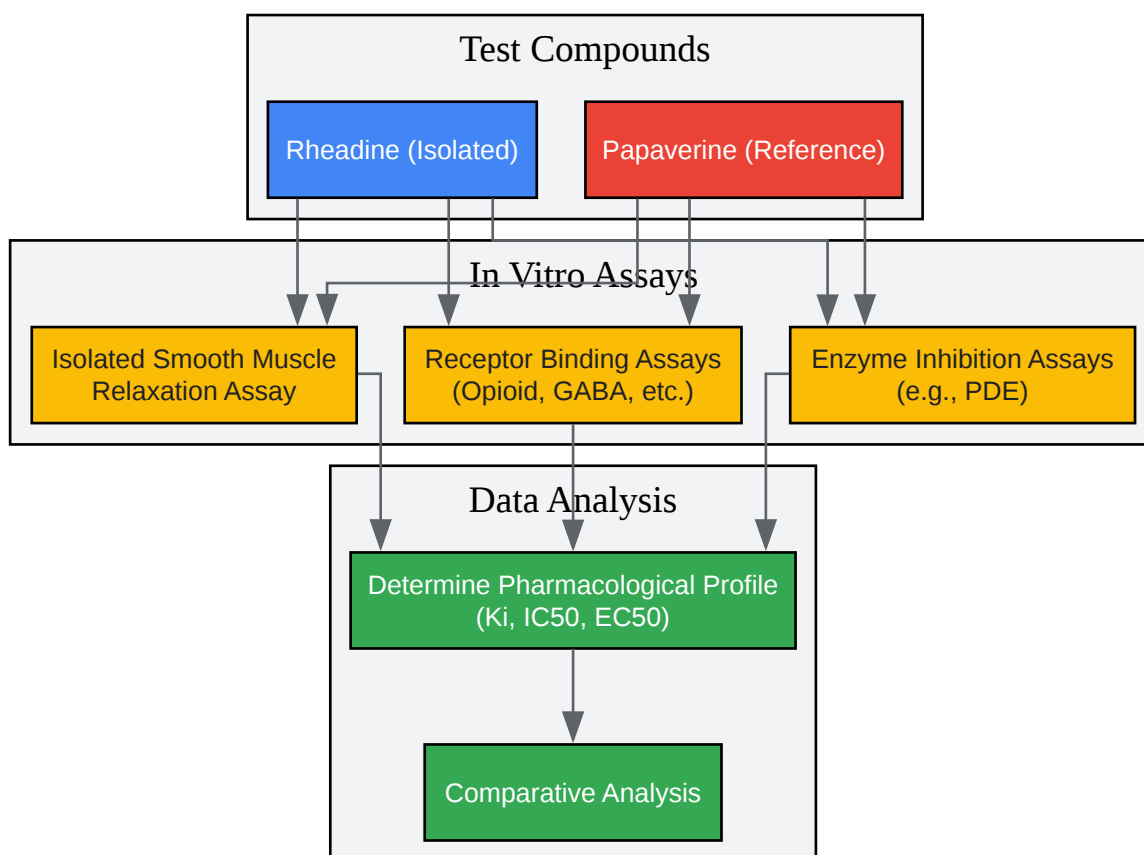 Test Compounds
Rheadine (Isolated)
Papaverine (Reference)
In Vitro Assays
Isolated Smooth Muscle
Relaxation Assay
Receptor Binding Assays
(Opioid, GABA, etc.)
Enzyme Inhibition Assays
(e.g., PDE)
Data Analysis
Determine Pharmacological Profile
(Ki, IC50, EC50)
Comparative Analysis